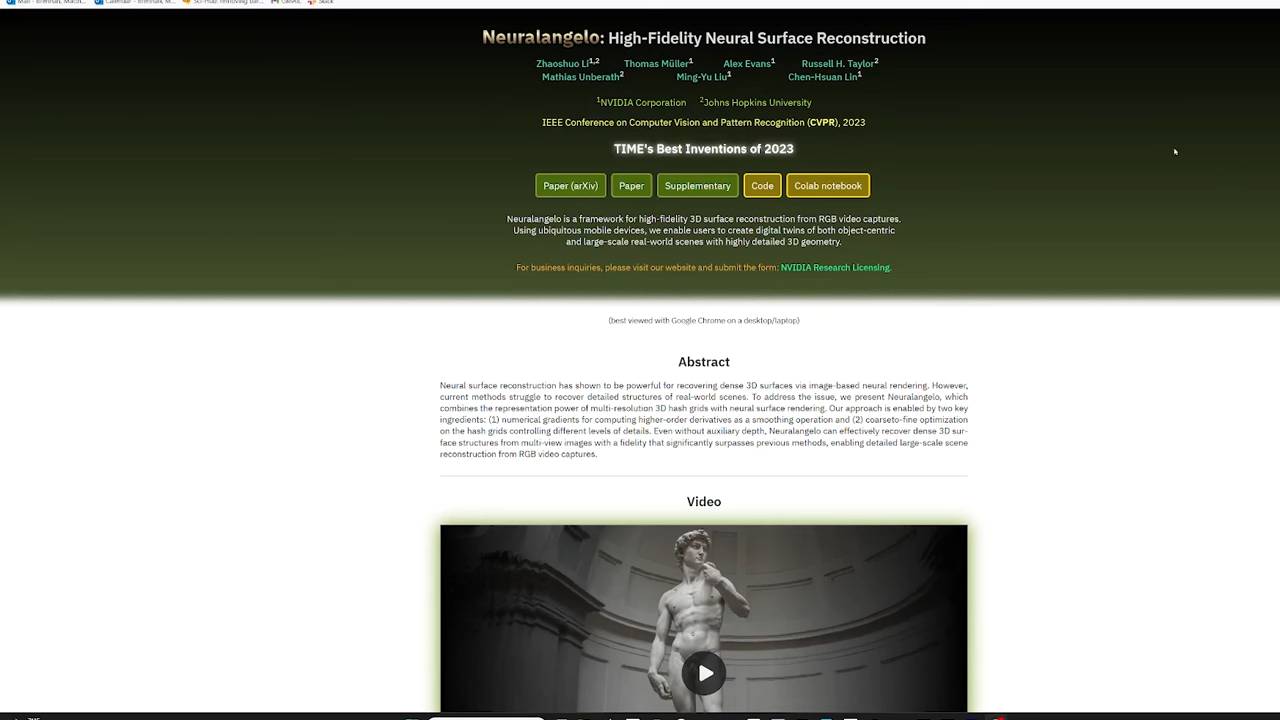 Mail - Brennan, Matth...
Calendar - Brennan, M...
Sci-Hub: removing bar...
Slack
Neuralangelo: High-Fidelity Neural Surface Reconstruction
Zhaoshuo Li1,2 Thomas Müller1 Alex Evans1 Russell H. Taylor2
Mathias Unberath2 Ming-Yu Liu1 Chen-Hsuan Lin1
1NVIDIA Corporation 2Johns Hopkins University
IEEE Conference on Computer Vision and Pattern Recognition (CVPR), 2023
TIME's Best Inventions of 2023
Paper (arXiv) Paper Supplementary Code Colab notebook
Neuralangelo is a framework for high-fidelity 3D surface reconstruction from RGB video captures.
Using ubiquitous mobile devices, we enable users to create digital twins of both object-centric
and large-scale real-world scenes with highly detailed 3D geometry.
For business inquiries, please visit our website and submit the form: NVIDIA Research Licensing.
(best viewed with Google Chrome on a desktop/laptop)
Abstract
Neural surface reconstruction has shown to be powerful for recovering dense 3D surfaces via image-based neural rendering. However,
current methods struggle to recover detailed structures of real-world scenes. To address the issue, we present Neuralangelo, which
combines the representation power of multi-resolution 3D hash grids with neural surface rendering. Our approach is enabled by two key
ingredients: (1) numerical gradients for computing higher-order derivatives as a smoothing operation and (2) coarseto-fine optimization
on the hash grids controlling different levels of details. Even without auxiliary depth, Neuralangelo can effectively recover dense 3D sur-
face structures from multi-view images with a fidelity that significantly surpasses previous methods, enabling detailed large-scale scene
reconstruction from RGB video captures.
Video